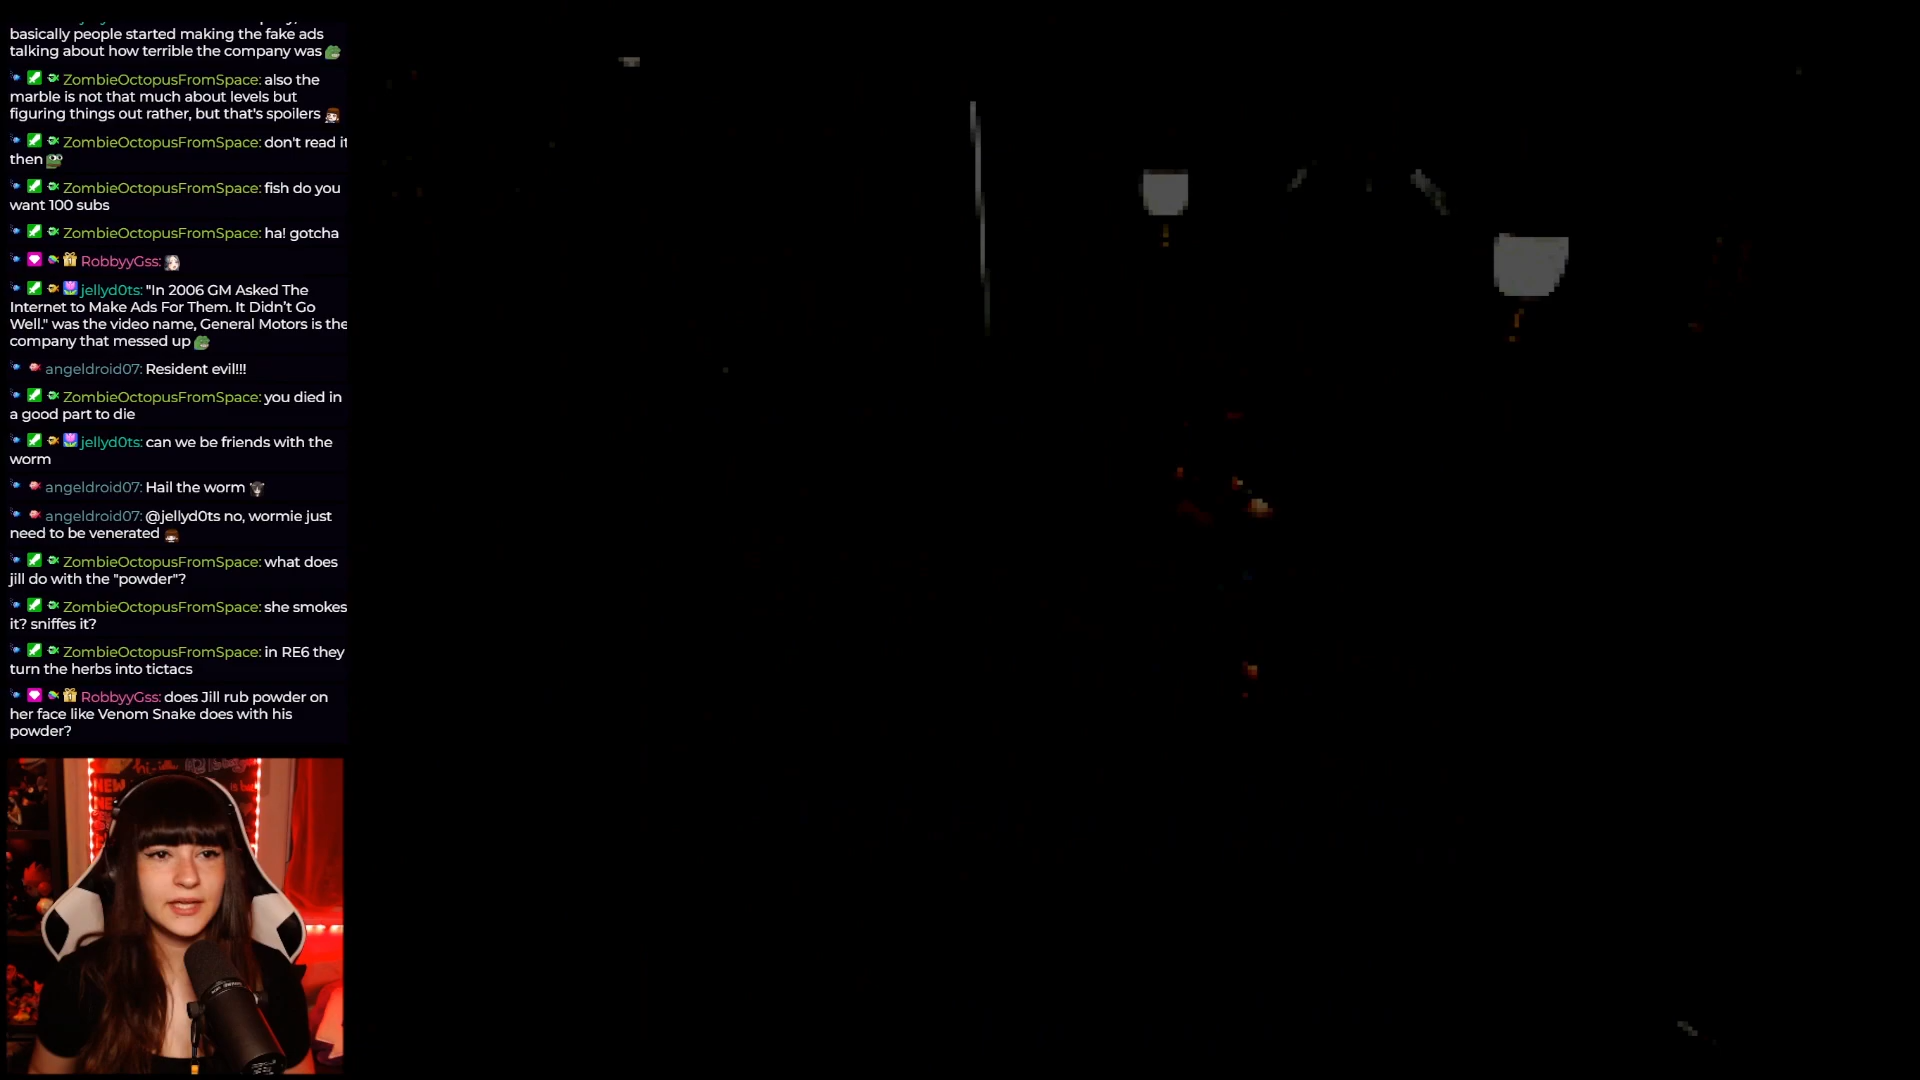 basically people started making the fake ads
talking about how terrible the company was
ZombieOctopusFromSpace: also the
marble is not that much about levels but
figuring things out rather, but that's spoilers
ZombieOctopusFromSpace: don't read it
then
ZombieOctopusFromSpace: fish do you
want 100 subs
ZombieOctopusFromSpace: ha! gotcha
RobbyyGss:
jellyd0ts: "In 2006 GM Asked The
Internet to Make Ads For Them. It Didn't Go
Well." was the video name, General Motors is the
company that messed up
angeldroid07: Resident evil!!!
ZombieOctopusFromSpace: you died in
a good part to die
jellyd0ts: can we be friends with the
worm
angeldroid07: Hail the worm
angeldroid07: @jellyd0ts no, wormie just
need to be venerated
ZombieOctopusFromSpace: what does
jill do with the "powder"?
ZombieOctopusFromSpace: she smokes
it? sniffes it?
ZombieOctopusFromSpace: in RE6 they
turn the herbs into tictacs
RobbyyGss: does Jill rub powder on
her face like Venom Snake does with his
powder?
hi-
NEW
NE